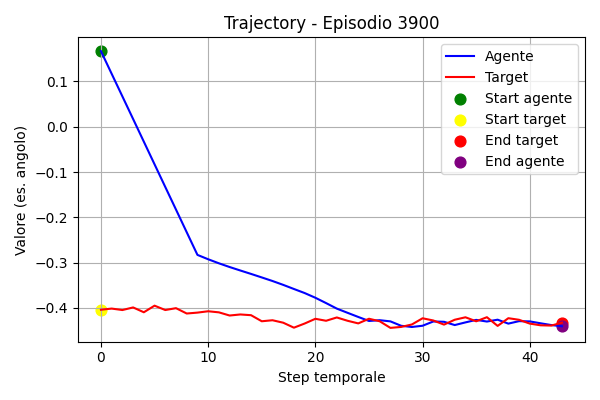 Trajectory - Episodio 3900
Valore (es. angolo)
0.1
0.0
−0.1
−0.2
−0.3
−0.4
0
10
20
30
40
Step temporale
Agente
Target
Start agente
Start target
End target
End agente